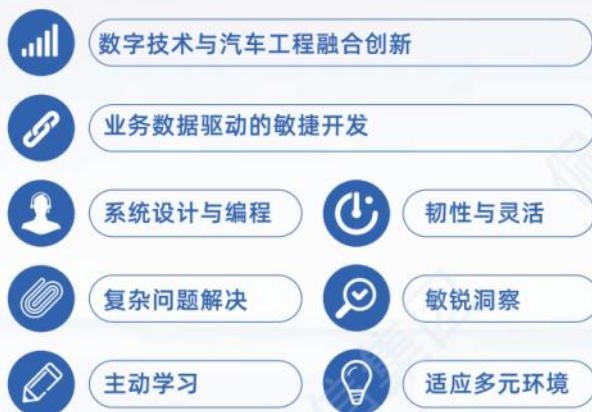 数字技术与汽车工程融合创新
业务数据驱动的敏捷开发
系统设计与编程
韧性与灵活
复杂问题解决
敏锐洞察
主动学习
适应多元环境